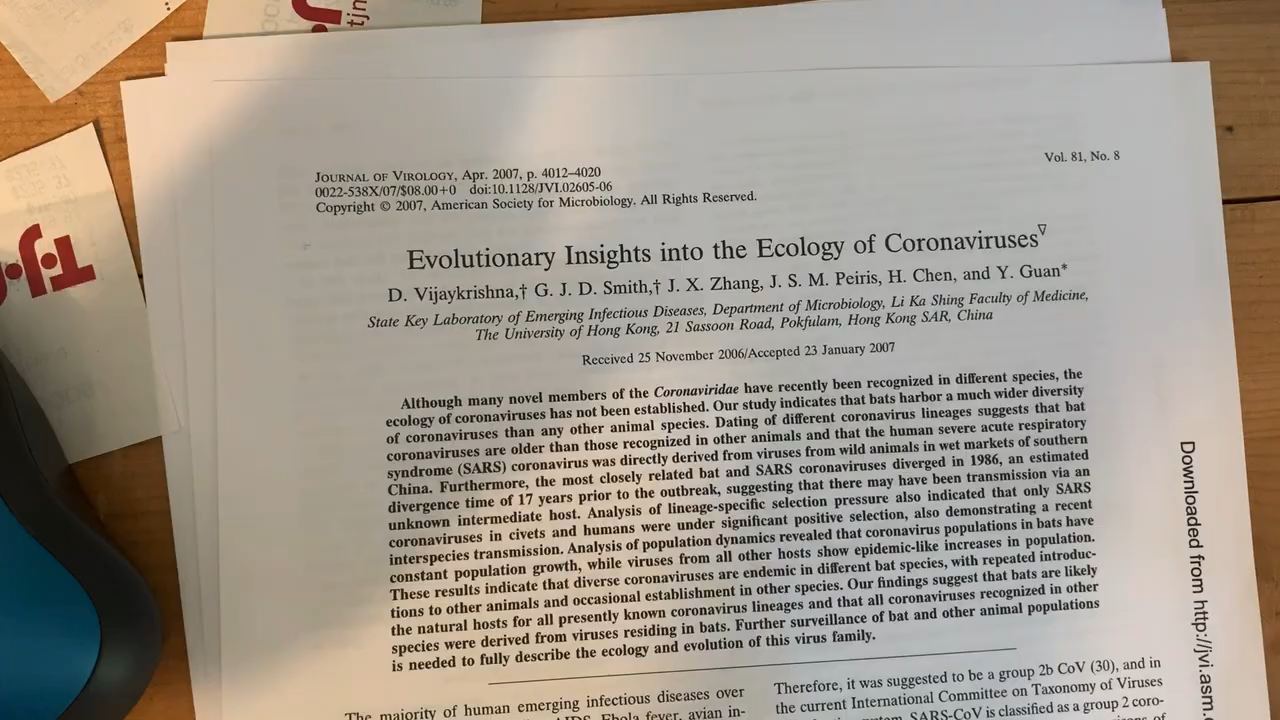 tjn
TJ
JOURNAL OF VIROLOGY, Apr. 2007, p. 4012–4020
0022-538X/07/$08.00+0 doi:10.1128/JVI.02605-06
Copyright © 2007, American Society for Microbiology. All Rights Reserved.
Vol. 81, No. 8
Evolutionary Insights into the Ecology of Coronaviruses▽
D. Vijaykrishna,† G. J. D. Smith,† J. X. Zhang, J. S. M. Peiris, H. Chen, and Y. Guan*
State Key Laboratory of Emerging Infectious Diseases, Department of Microbiology, Li Ka Shing Faculty of Medicine,
The University of Hong Kong, 21 Sassoon Road, Pokfulam, Hong Kong SAR, China
Received 25 November 2006/Accepted 23 January 2007
Although many novel members of the Coronaviridae have recently been recognized in different species, the
ecology of coronaviruses has not been established. Our study indicates that bats harbor a much wider diversity
of coronaviruses than any other animal species. Dating of different coronavirus lineages suggests that bat
coronaviruses are older than those recognized in other animals and that the human severe acute respiratory
syndrome (SARS) coronavirus was directly derived from viruses from wild animals in wet markets of southern
China. Furthermore, the most closely related bat and SARS coronaviruses diverged in 1986, an estimated
divergence time of 17 years prior to the outbreak, suggesting that there may have been transmission via an
unknown intermediate host. Analysis of lineage-specific selection pressure also indicated that only SARS
coronaviruses in civets and humans were under significant positive selection, also demonstrating a recent
interspecies transmission. Analysis of population dynamics revealed that coronavirus populations in bats have
constant population growth, while viruses from all other hosts show epidemic-like increases in population.
These results indicate that diverse coronaviruses are endemic in different bat species, with repeated introduc-
tions to other animals and occasional establishment in other species. Our findings suggest that bats are likely
the natural hosts for all presently known coronavirus lineages and that all coronaviruses recognized in other
species were derived from viruses residing in bats. Further surveillance of bat and other animal populations
is needed to fully describe the ecology and evolution of this virus family.
The majority of human emerging infectious diseases over
Ebola fever, avian in-
Therefore, it was suggested to be a group 2b CoV (30), and in
the current International Committee on Taxonomy of Viruses
SARS-CoV is classified as a group 2 coro-
Downloaded from http://jvi.asm.